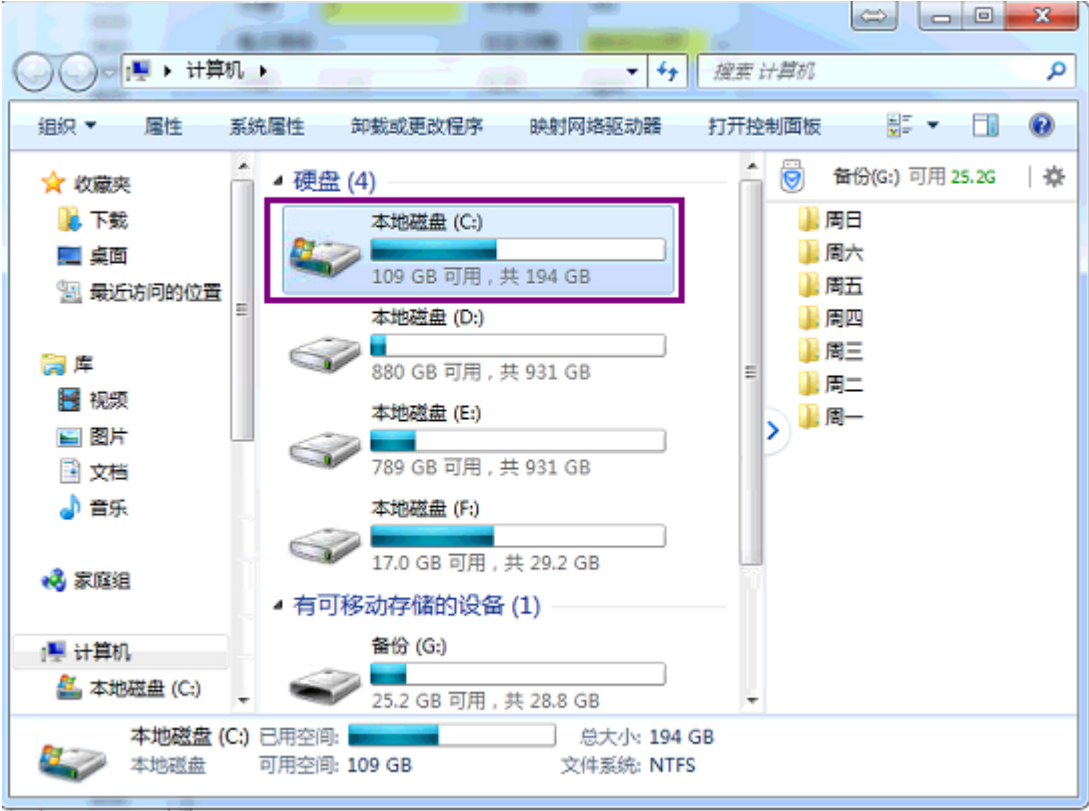 计算机
搜索 计算机
组织 属性 系统属性 卸载或更改程序 映射网络驱动器 打开控制面板
收藏夹
下载
桌面
最近访问的位置
库
视频
图片
文档
音乐
家庭组
计算机
本地磁盘 (C:)
硬盘 (4)
本地磁盘 (C:)
109 GB 可用，共 194 GB
本地磁盘 (D:)
880 GB 可用，共 931 GB
本地磁盘 (E:)
789 GB 可用，共 931 GB
本地磁盘 (F:)
17.0 GB 可用，共 29.2 GB
有可移动存储的设备 (1)
备份 (G:)
25.2 GB 可用，共 28.8 GB
备份(G:) 可用 25.2G
周日
周六
周五
周四
周三
周二
周一
本地磁盘 (C:) 已用空间: 总大小: 194 GB
本地磁盘 可用空间: 109 GB 文件系统: NTFS